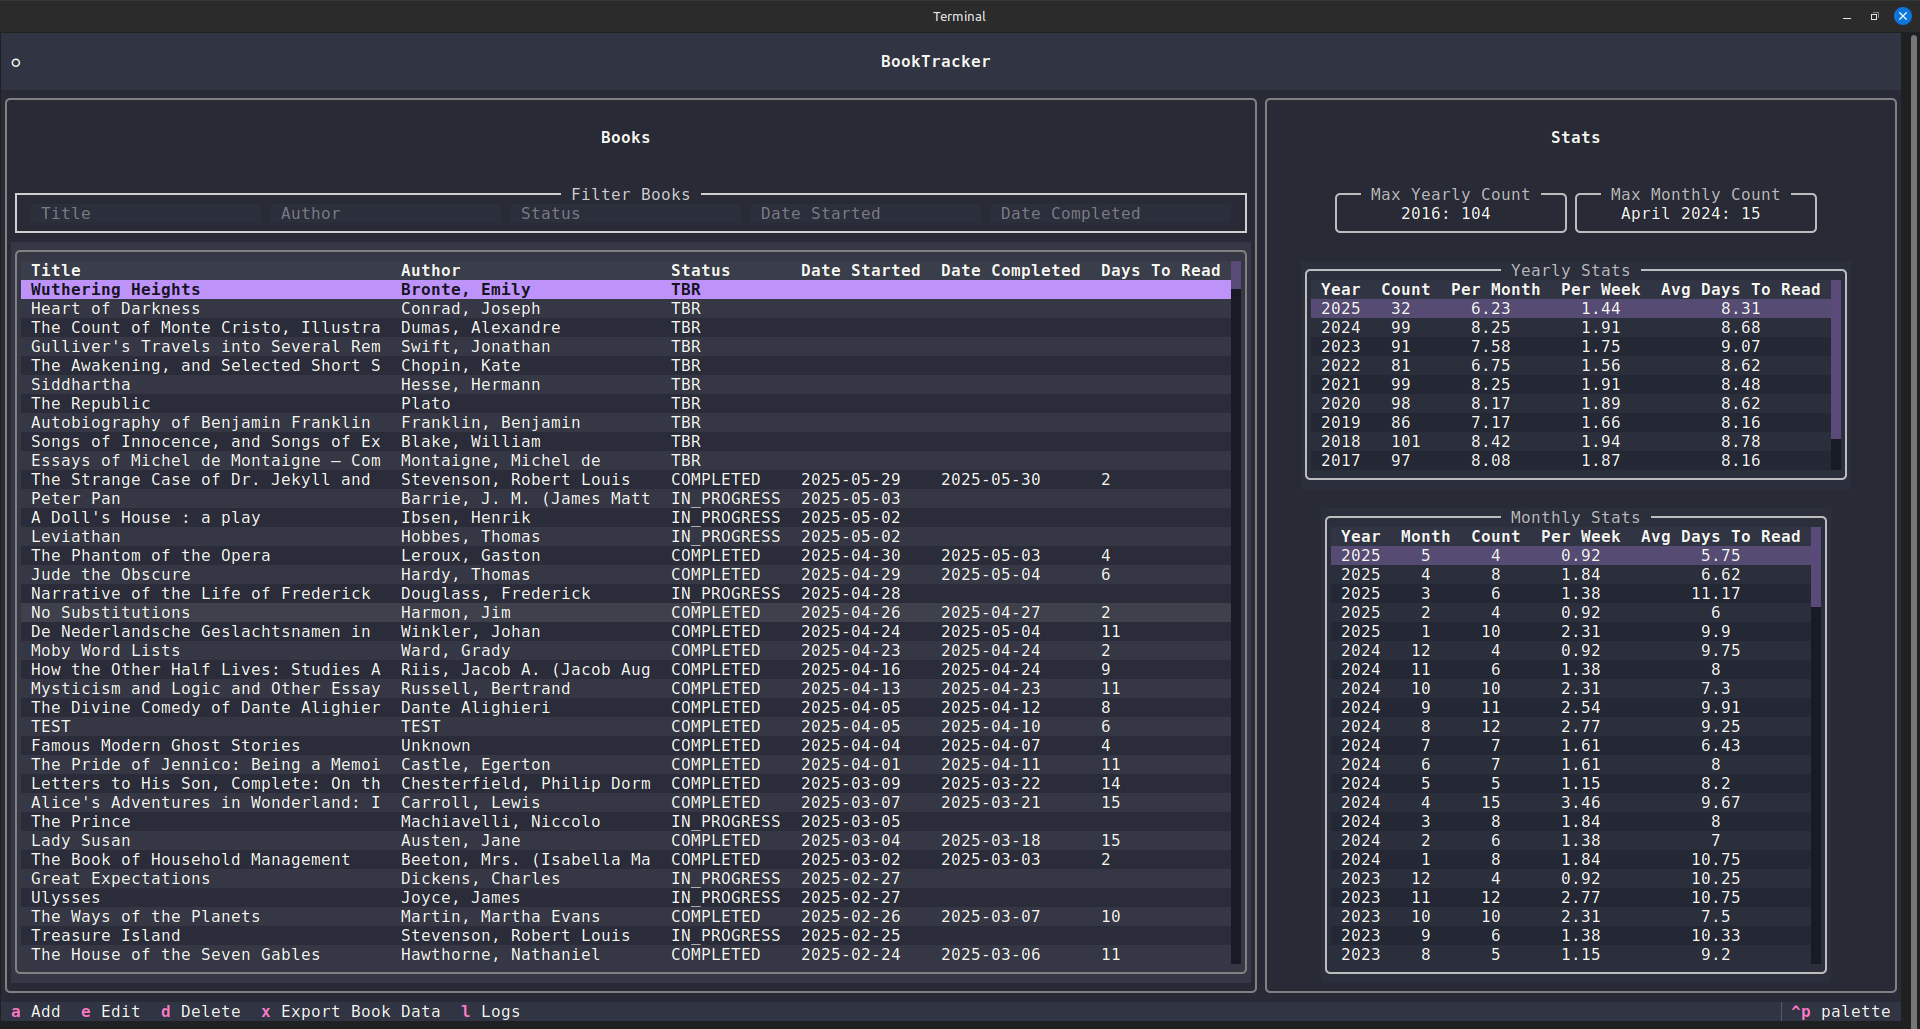 Terminal
BookTracker
Books
Filter Books
Title Author Status Date Started Date Completed
Title Author Status Date Started Date Completed Days To Read
Wuthering Heights Bronte, Emily TBR
Heart of Darkness Conrad, Joseph TBR
The Count of Monte Cristo, Illustra Dumas, Alexandre TBR
Gulliver's Travels into Several Rem Swift, Jonathan TBR
The Awakening, and Selected Short S Chopin, Kate TBR
Siddhartha Hesse, Hermann TBR
The Republic Plato TBR
Autobiography of Benjamin Franklin Franklin, Benjamin TBR
Songs of Innocence, and Songs of Ex Blake, William TBR
Essays of Michel de Montaigne — Com Montaigne, Michel de TBR
The Strange Case of Dr. Jekyll and Stevenson, Robert Louis COMPLETED 2025-05-29 2025-05-30 2
Peter Pan Barrie, J. M. (James Matt IN_PROGRESS 2025-05-03
A Doll's House : a play Ibsen, Henrik IN_PROGRESS 2025-05-02
Leviathan Hobbes, Thomas IN_PROGRESS 2025-05-02
The Phantom of the Opera Leroux, Gaston COMPLETED 2025-04-30 2025-05-03 4
Jude the Obscure Hardy, Thomas COMPLETED 2025-04-29 2025-05-04 6
Narrative of the Life of Frederick Douglass, Frederick IN_PROGRESS 2025-04-28
No Substitutions Harmon, Jim COMPLETED 2025-04-26 2025-04-27 2
De Nederlandsche Geslachtsnamen in Winkler, Johan COMPLETED 2025-04-24 2025-05-04 11
Moby Word Lists Ward, Grady COMPLETED 2025-04-23 2025-04-24 2
How the Other Half Lives: Studies A Riis, Jacob A. (Jacob Aug COMPLETED 2025-04-16 2025-04-24 9
Mysticism and Logic and Other Essay Russell, Bertrand COMPLETED 2025-04-13 2025-04-23 11
The Divine Comedy of Dante Alighier Dante Alighieri COMPLETED 2025-04-05 2025-04-12 8
TEST TEST COMPLETED 2025-04-05 2025-04-10 6
Famous Modern Ghost Stories Unknown COMPLETED 2025-04-04 2025-04-07 4
The Pride of Jennico: Being a Memoi Castle, Egerton COMPLETED 2025-04-01 2025-04-11 11
Letters to His Son, Complete: On th Chesterfield, Philip Dorm COMPLETED 2025-03-09 2025-03-22 14
Alice's Adventures in Wonderland: I Carroll, Lewis COMPLETED 2025-03-07 2025-03-21 15
The Prince Machiavelli, Niccolo IN_PROGRESS 2025-03-05
Lady Susan Austen, Jane COMPLETED 2025-03-04 2025-03-18 15
The Book of Household Management Beeton, Mrs. (Isabella Ma COMPLETED 2025-03-02 2025-03-03 2
Great Expectations Dickens, Charles IN_PROGRESS 2025-02-27
Ulysses Joyce, James IN_PROGRESS 2025-02-27
The Ways of the Planets Martin, Martha Evans COMPLETED 2025-02-26 2025-03-07 10
Treasure Island Stevenson, Robert Louis IN_PROGRESS 2025-02-25
The House of the Seven Gables Hawthorne, Nathaniel COMPLETED 2025-02-24 2025-03-06 11
Stats
Max Yearly Count
2016: 104
Max Monthly Count
April 2024: 15
Yearly Stats
Year Count Per Month Per Week Avg Days To Read
2025 32 6.23 1.44 8.31
2024 99 8.25 1.91 8.68
2023 91 7.58 1.75 9.07
2022 81 6.75 1.56 8.62
2021 99 8.25 1.91 8.48
2020 98 8.17 1.89 8.62
2019 86 7.17 1.66 8.16
2018 101 8.42 1.94 8.78
2017 97 8.08 1.87 8.16
Monthly Stats
Year Month Count Per Week Avg Days To Read
2025 5 4 0.92 5.75
2025 4 8 1.84 6.62
2025 3 6 1.38 11.17
2025 2 4 0.92 6
2025 1 10 2.31 9.9
2024 12 4 0.92 9.75
2024 11 6 1.38 8
2024 10 10 2.31 7.3
2024 9 11 2.54 9.91
2024 8 12 2.77 9.25
2024 7 7 1.61 6.43
2024 6 7 1.61 8
2024 5 5 1.15 8.2
2024 4 15 3.46 9.67
2024 3 8 1.84 8
2024 2 6 1.38 7
2024 1 8 1.84 10.75
2023 12 4 0.92 10.25
2023 11 12 2.77 10.75
2023 10 10 2.31 7.5
2023 9 6 1.38 10.33
2023 8 5 1.15 9.2
a Add e Edit d Delete x Export Book Data l Logs ^p palette